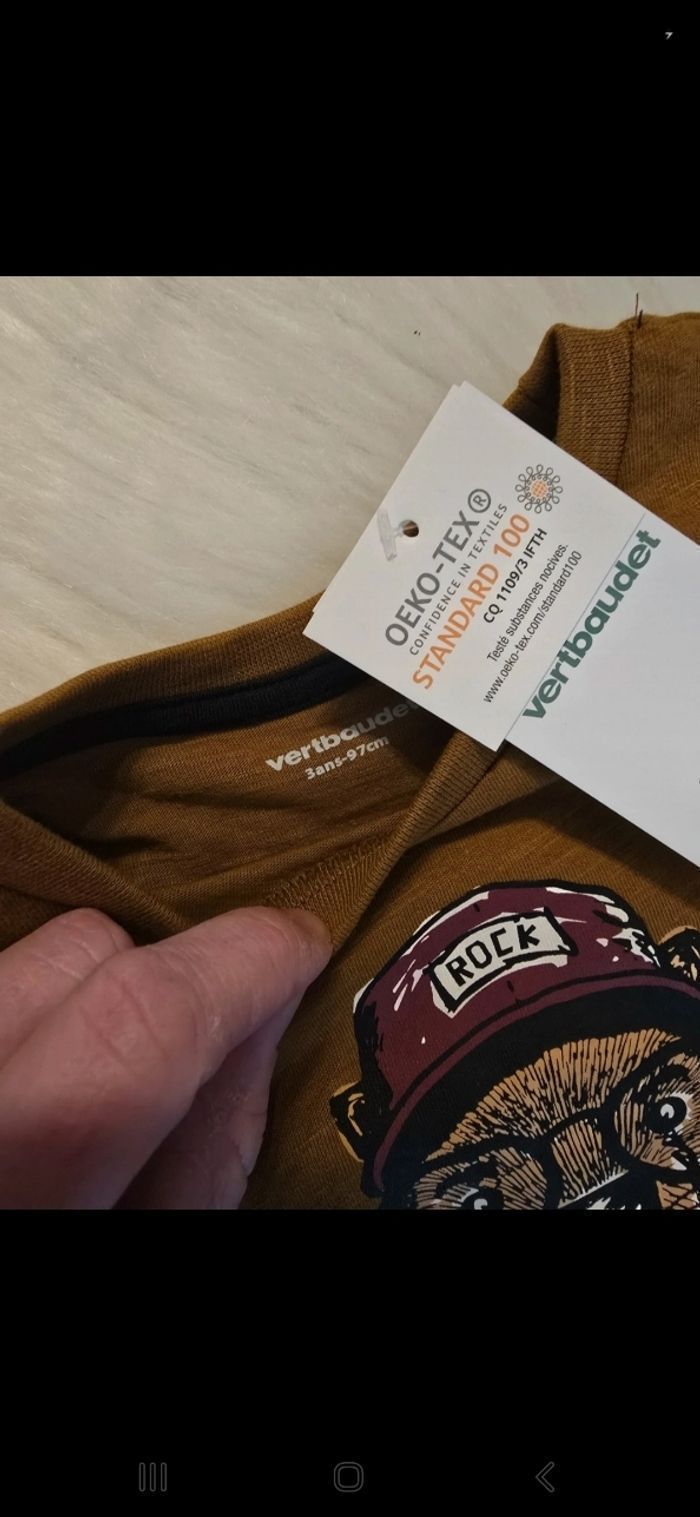 OEKO-TEX®
CONFIDENCE IN TEXTILES
STANDARD 100
CQ 1109/3 IFTH
Testé substances nocives.
www.oeko-tex.com/standard100
vertbaudet
vertbaudet
3ans-97cm
ROCK